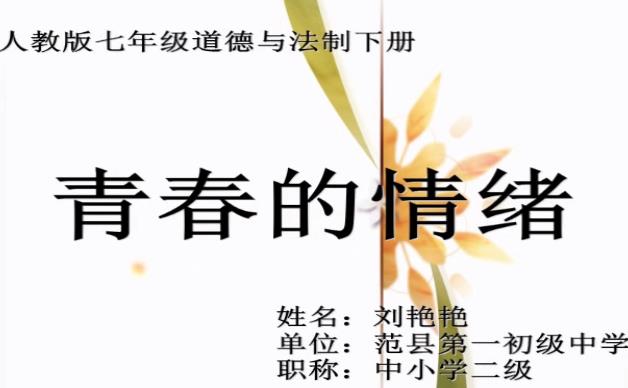 人教版七年级道德与法制下册
青春的情绪
姓名：刘艳艳
单位：范县第一初级中学
职称：中小学二级